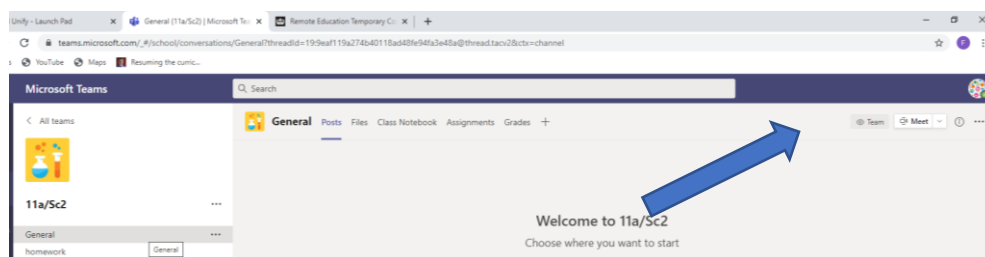 Unify - Launch Pad General (11a/Sc2) | Microsoft Te Remote Education Temporary Co
teams.microsoft.com/_#/school/conversations/General?threadId=19:9eaf119a274b40118ad48fe94fa3e48a@thread.tacv2&ctx=channel F
YouTube Maps Resuming the curric...
Microsoft Teams Search
All teams General Posts Files Class Notebook Assignments Grades + Team Meet
11a/Sc2 ...
Welcome to 11a/Sc2
General ...
Choose where you want to start
homework General